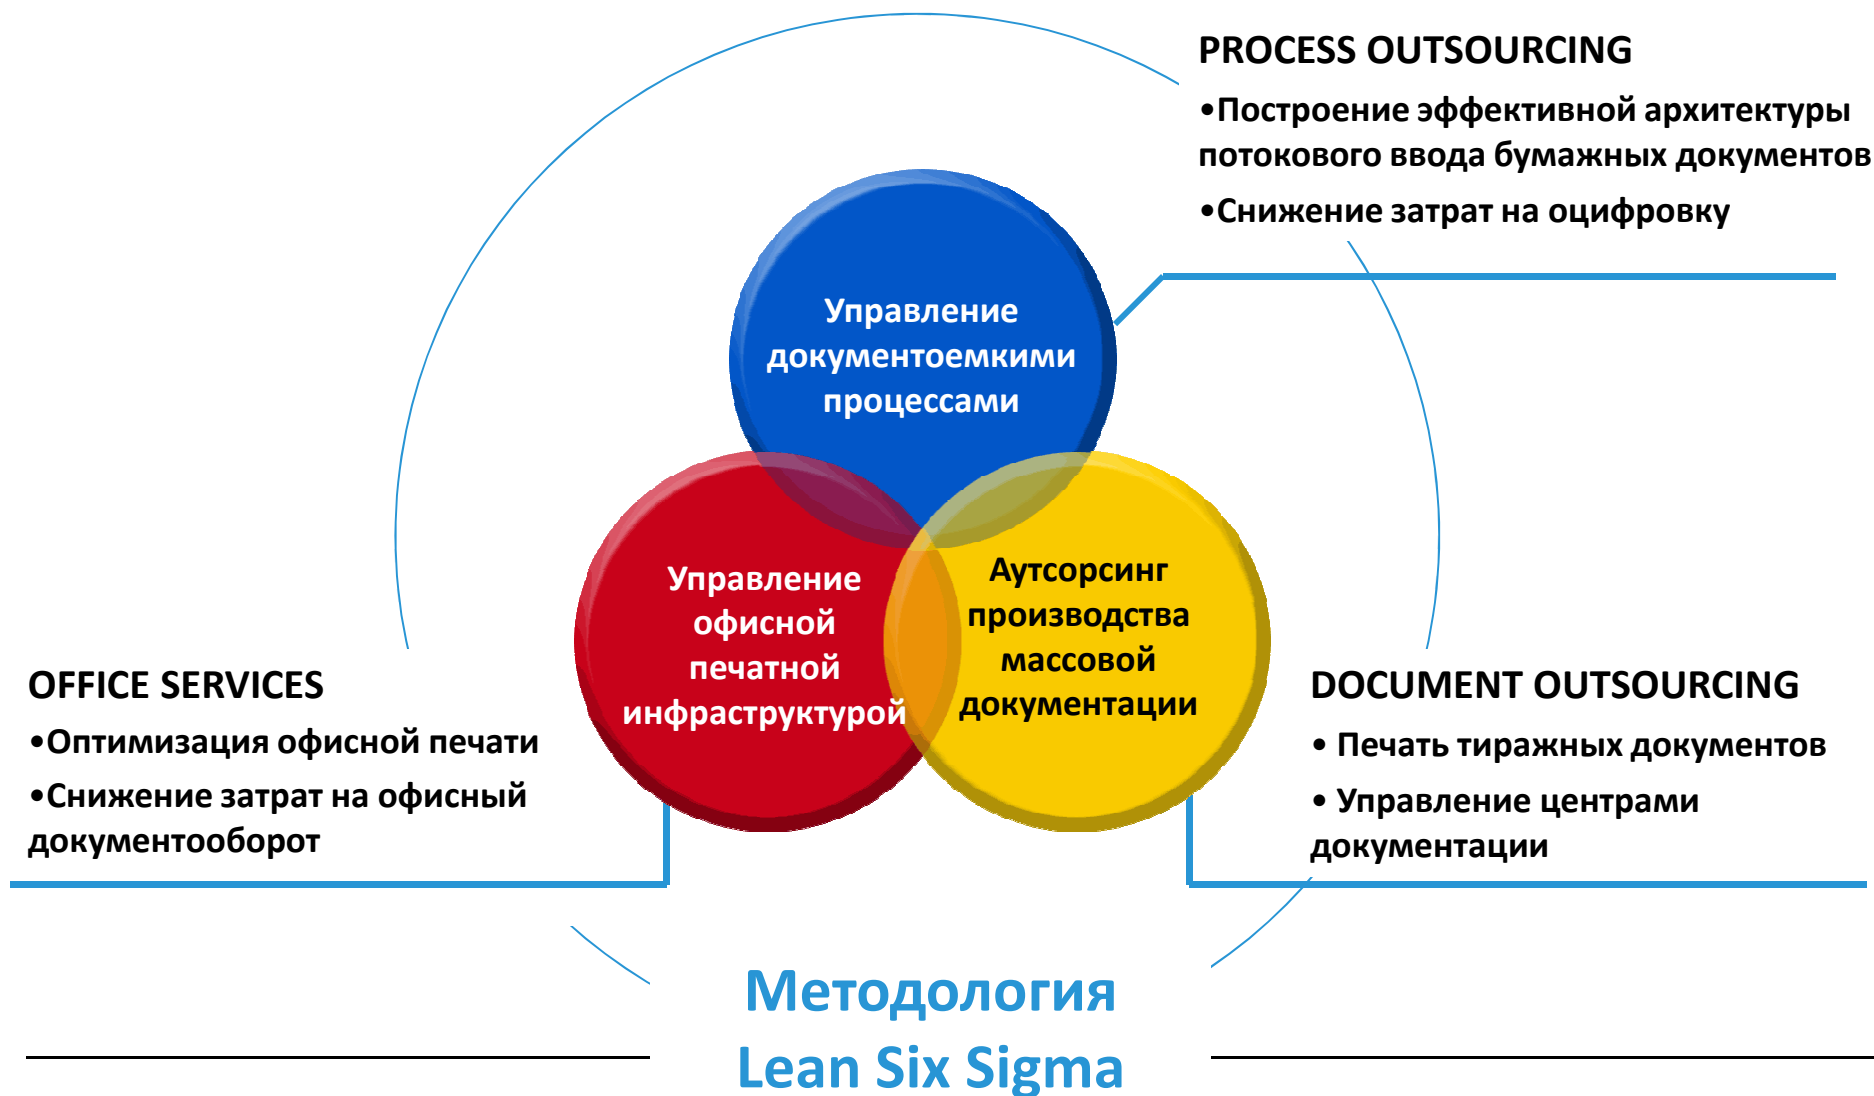 PROCESS OUTSOURCING
•Построение эффективной архитектуры
потокового ввода бумажных документов
•Снижение затрат на оцифровку
Управление
документоемкими
процессами
Управление
офисной
печатной
инфраструктурой
Аутсорсинг
производства
массовой
документации
OFFICE SERVICES
•Оптимизация офисной печати
•Снижение затрат на офисный
документооборот
DOCUMENT OUTSOURCING
• Печать тиражных документов
• Управление центрами
документации
Методология
Lean Six Sigma